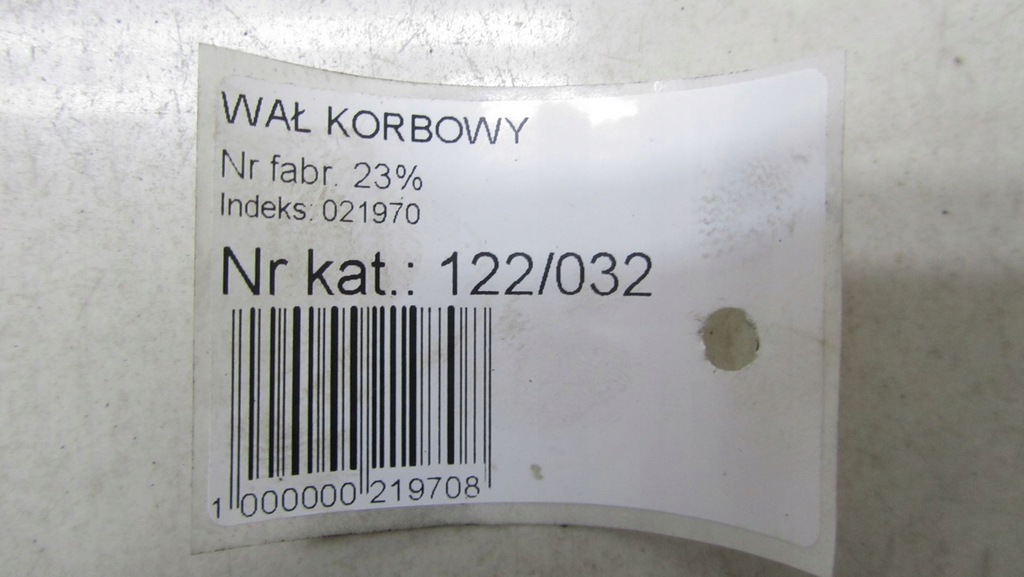 WAŁ KORBOWY
Nr fabr. 23%
Indeks: 021970
Nr kat.: 122/032
1 000000 219708